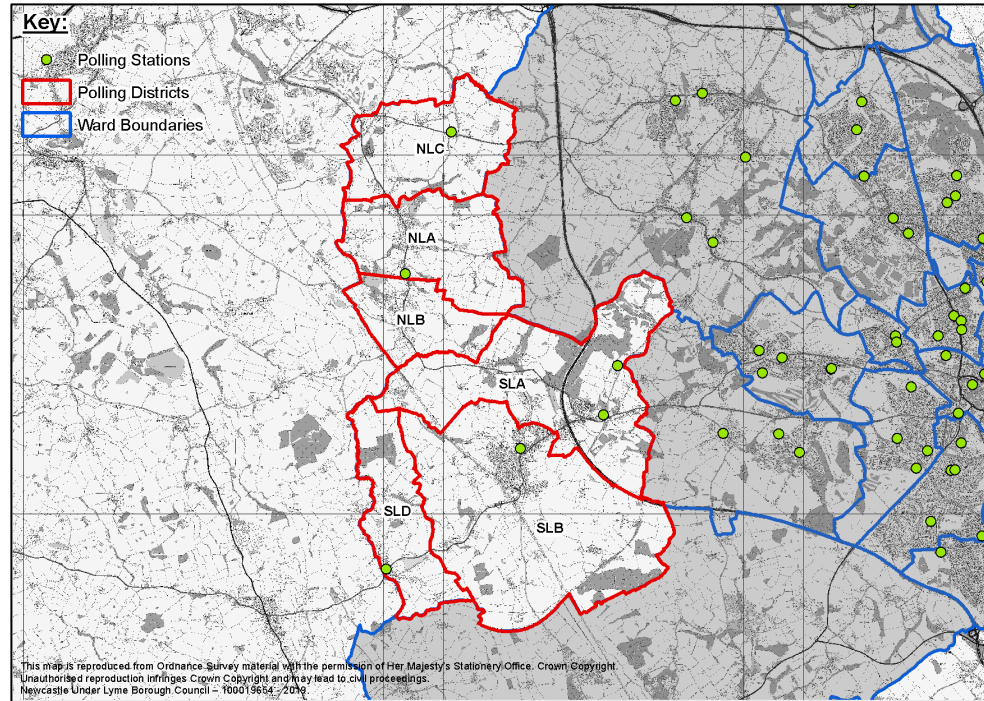 Key:
Polling Stations
Polling Districts
Ward Boundaries
NLC
NLA
NLB
SLA
SLD
SLB
This map is reproduced from Ordnance Survey material with the permission of Her Majesty's Stationery Office. Crown Copyright.
Unauthorised reproduction infringes Crown Copyright and may lead to civil proceedings.
Newcastle Under Lyme Borough Council – 100019654 - 2019.